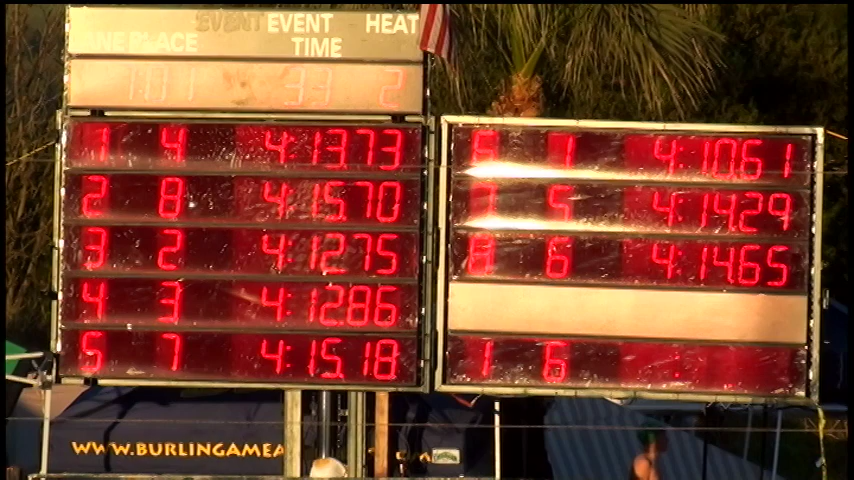 EVENT EVENT HEAT
LANE PLACE TIME
101 33 2
1 4 4:13.73
2 8 4:15.70
3 2 4:12.75
4 3 4:12.86
5 7 4:15.18
1 4:10.61
7 5 4:14.29
8 6 4:14.65
1 6
WWW.BURLINGAMEA